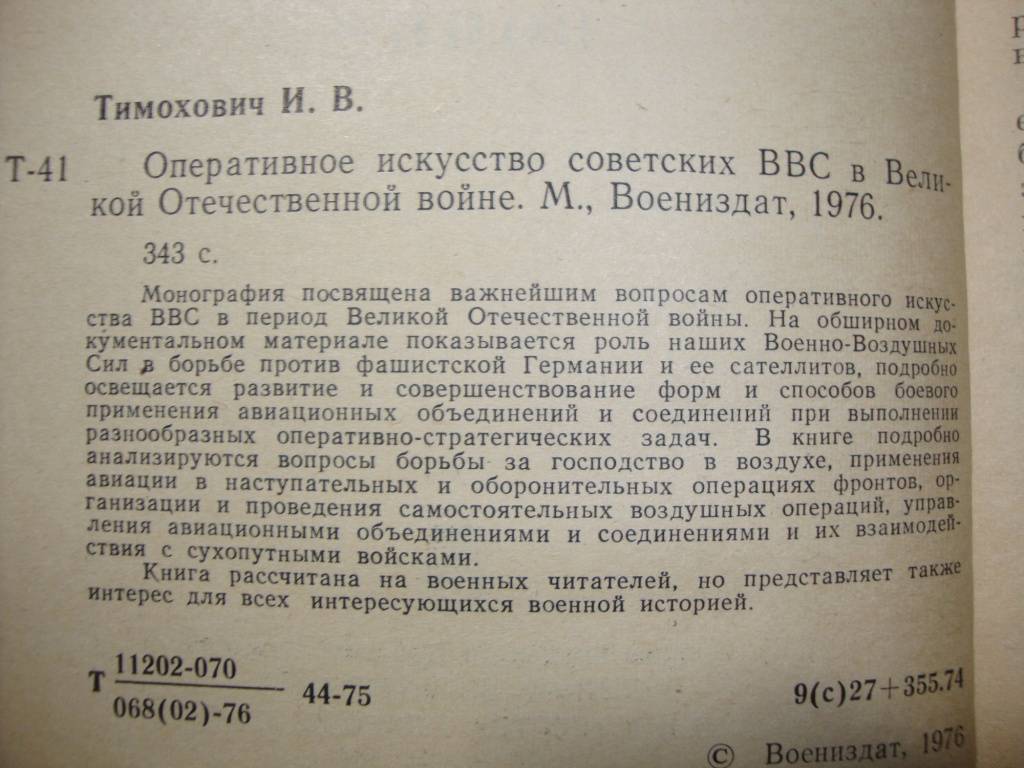 Тимохович И. В.
Т-41 Оперативное искусство советских ВВС в Вели-
кой Отечественной войне. М., Воениздат, 1976.
343 с.
Монография посвящена важнейшим вопросам оперативного искус-
ства ВВС в период Великой Отечественной войны. На обширном до-
кументальном материале показывается роль наших Военно-Воздушных
Сил в борьбе против фашистской Германии и ее сателлитов, подробно
освещается развитие и совершенствование форм и способов боевого
применения авиационных объединений и соединений при выполнении
разнообразных оперативно-стратегических задач. В книге подробно
анализируются вопросы борьбы за господство в воздухе, применения
авиации в наступательных и оборонительных операциях фронтов, ор-
ганизации и проведения самостоятельных воздушных операций, управ-
ления авиационными объединениями и соединениями и их взаимодей-
ствия с сухопутными войсками.
Книга рассчитана на военных читателей, но представляет также
интерес для всех интересующихся военной историей.
Т 11202-070
068(02)-76 44-75
9(с)27+355.74
© Воениздат, 1976